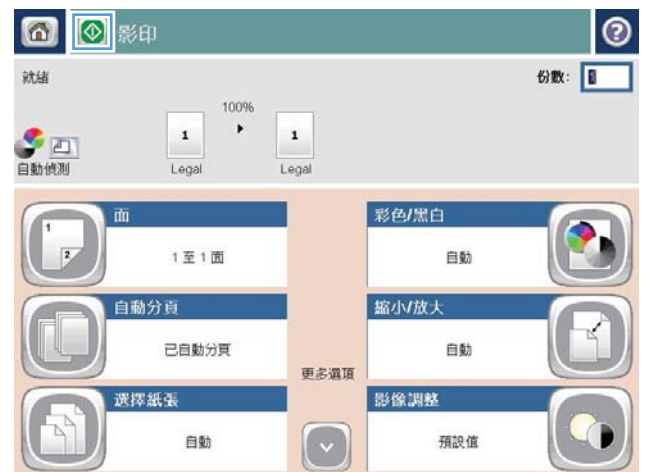 影印
就緒
份數: 1
100%
1 1
自動偵測 Legal Legal
1
2
面
1 至 1 面
彩色/黑白
自動
自動分頁
已自動分頁
縮小/放大
自動
更多選項
選擇紙張
自動
影像調整
預設值